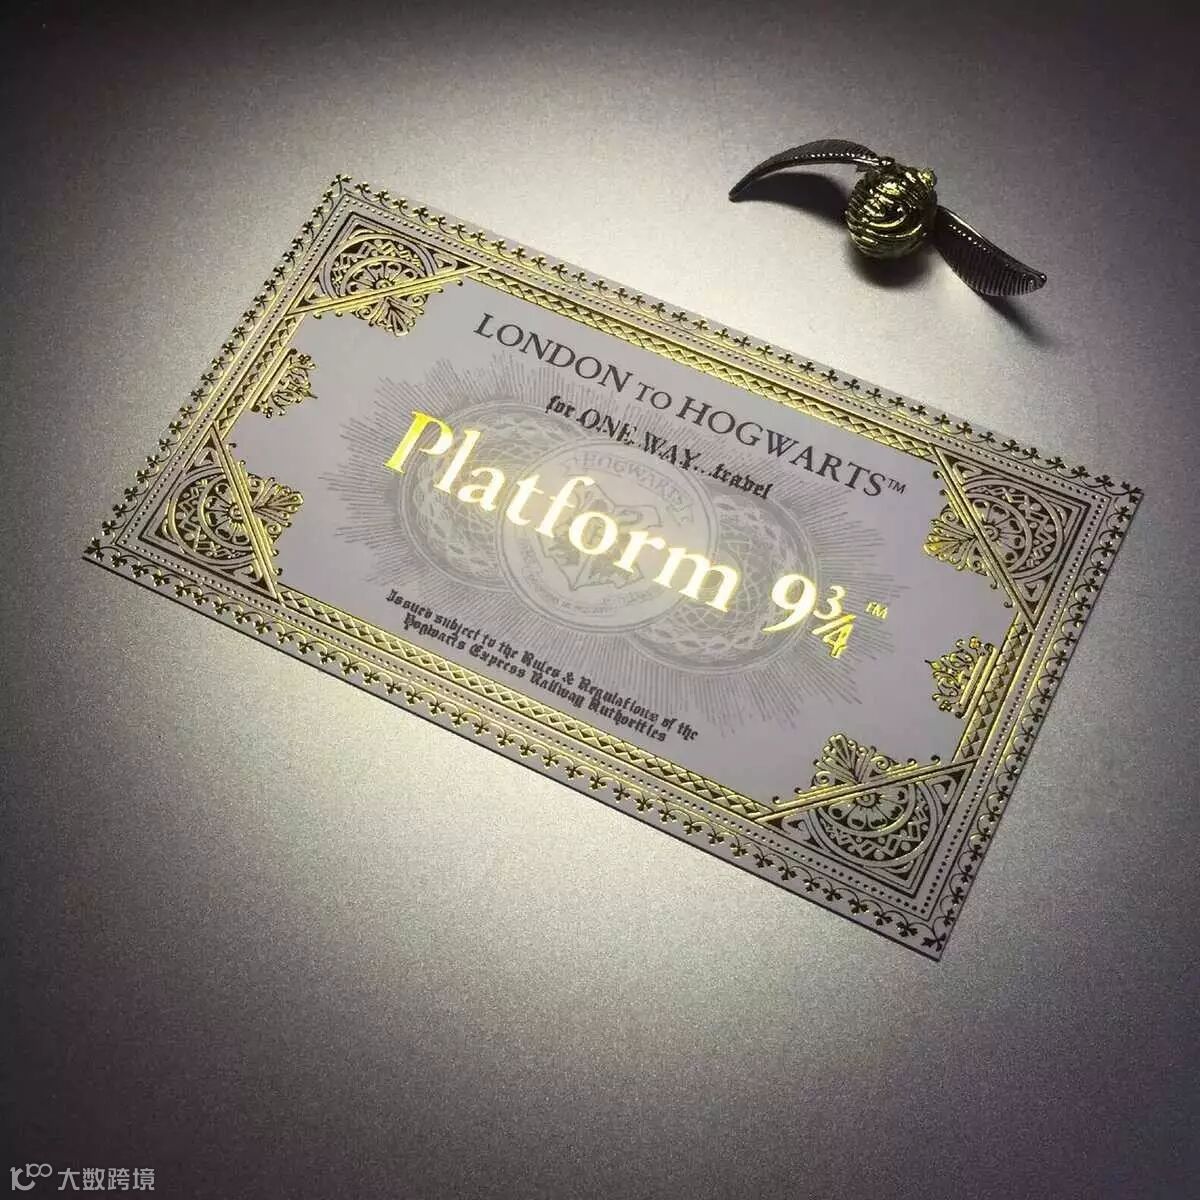 LONDON TO HOGWARTS™
for ONE WAY...travel
Platform 9¾™
HOGWARTS
Issued subject to the Rules & Regulations of the
Hogwarts Express Railway Authorities
大数跨境